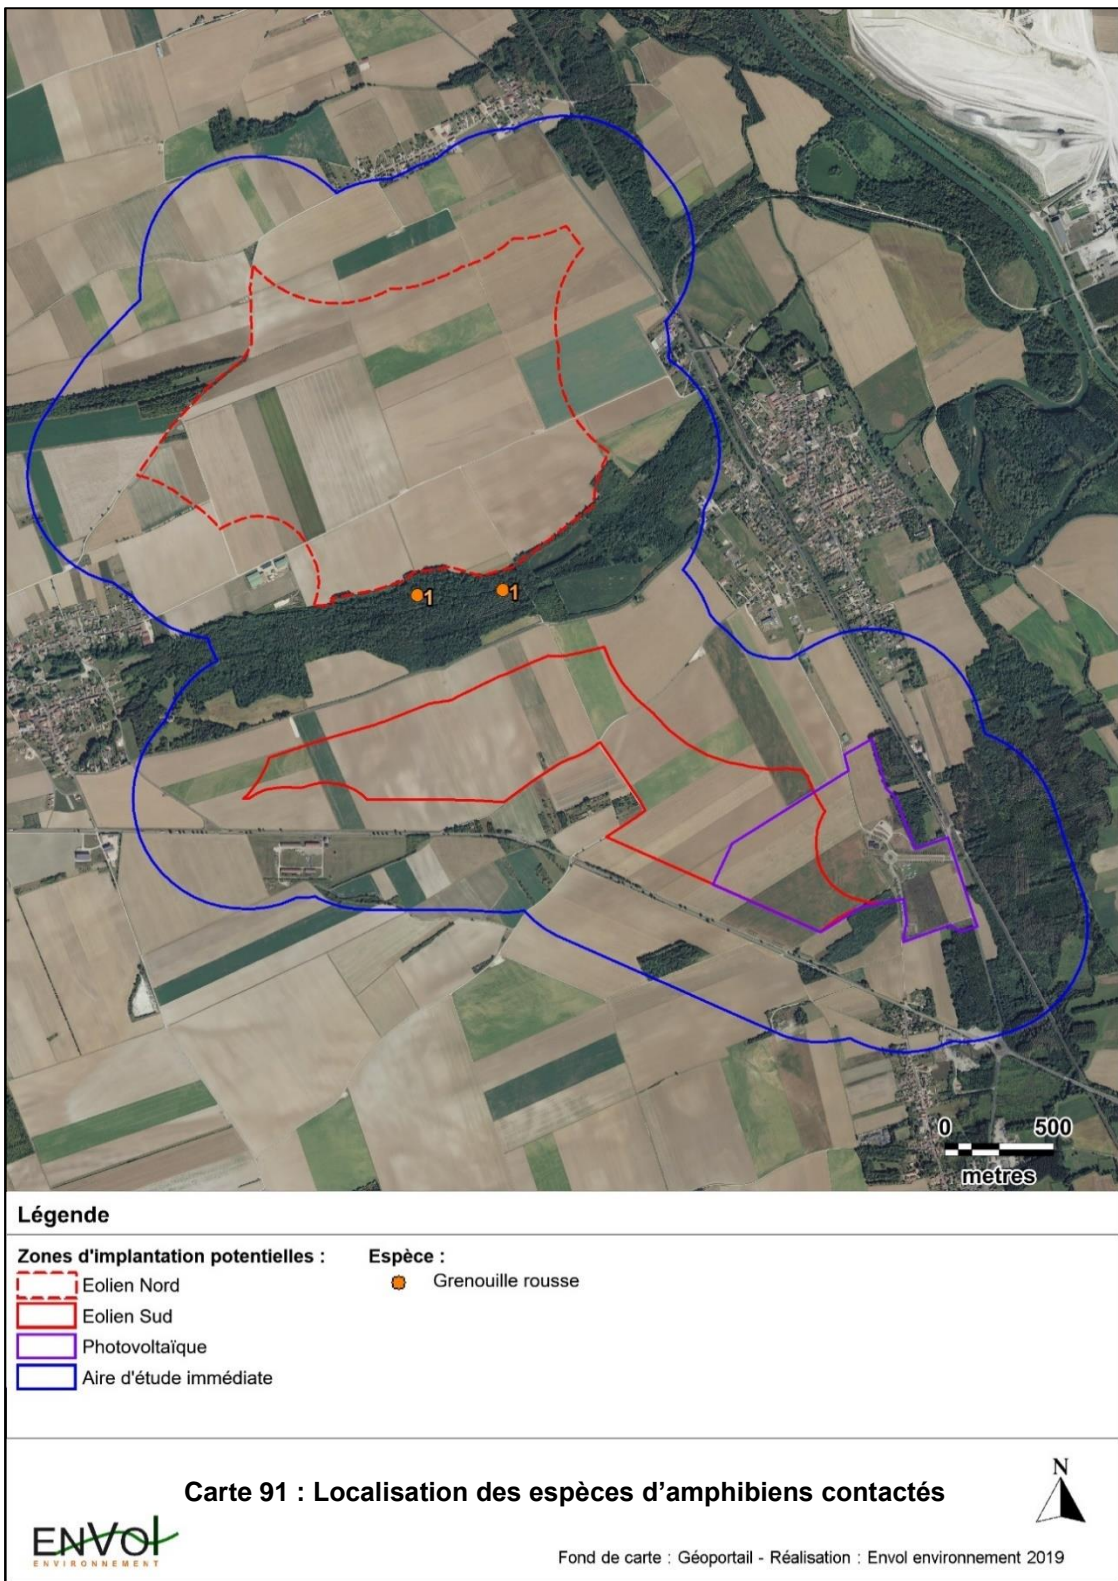 1
1
0 500
metres
Légende
Zones d'implantation potentielles :
Eolien Nord
Eolien Sud
Photovoltaïque
Aire d'étude immédiate
Espèce :
Grenouille rousse
N
Carte 91 : Localisation des espèces d’amphibiens contactés
ENVOl
ENVIRONNEMENT
Fond de carte : Géoportail - Réalisation : Envol environnement 2019